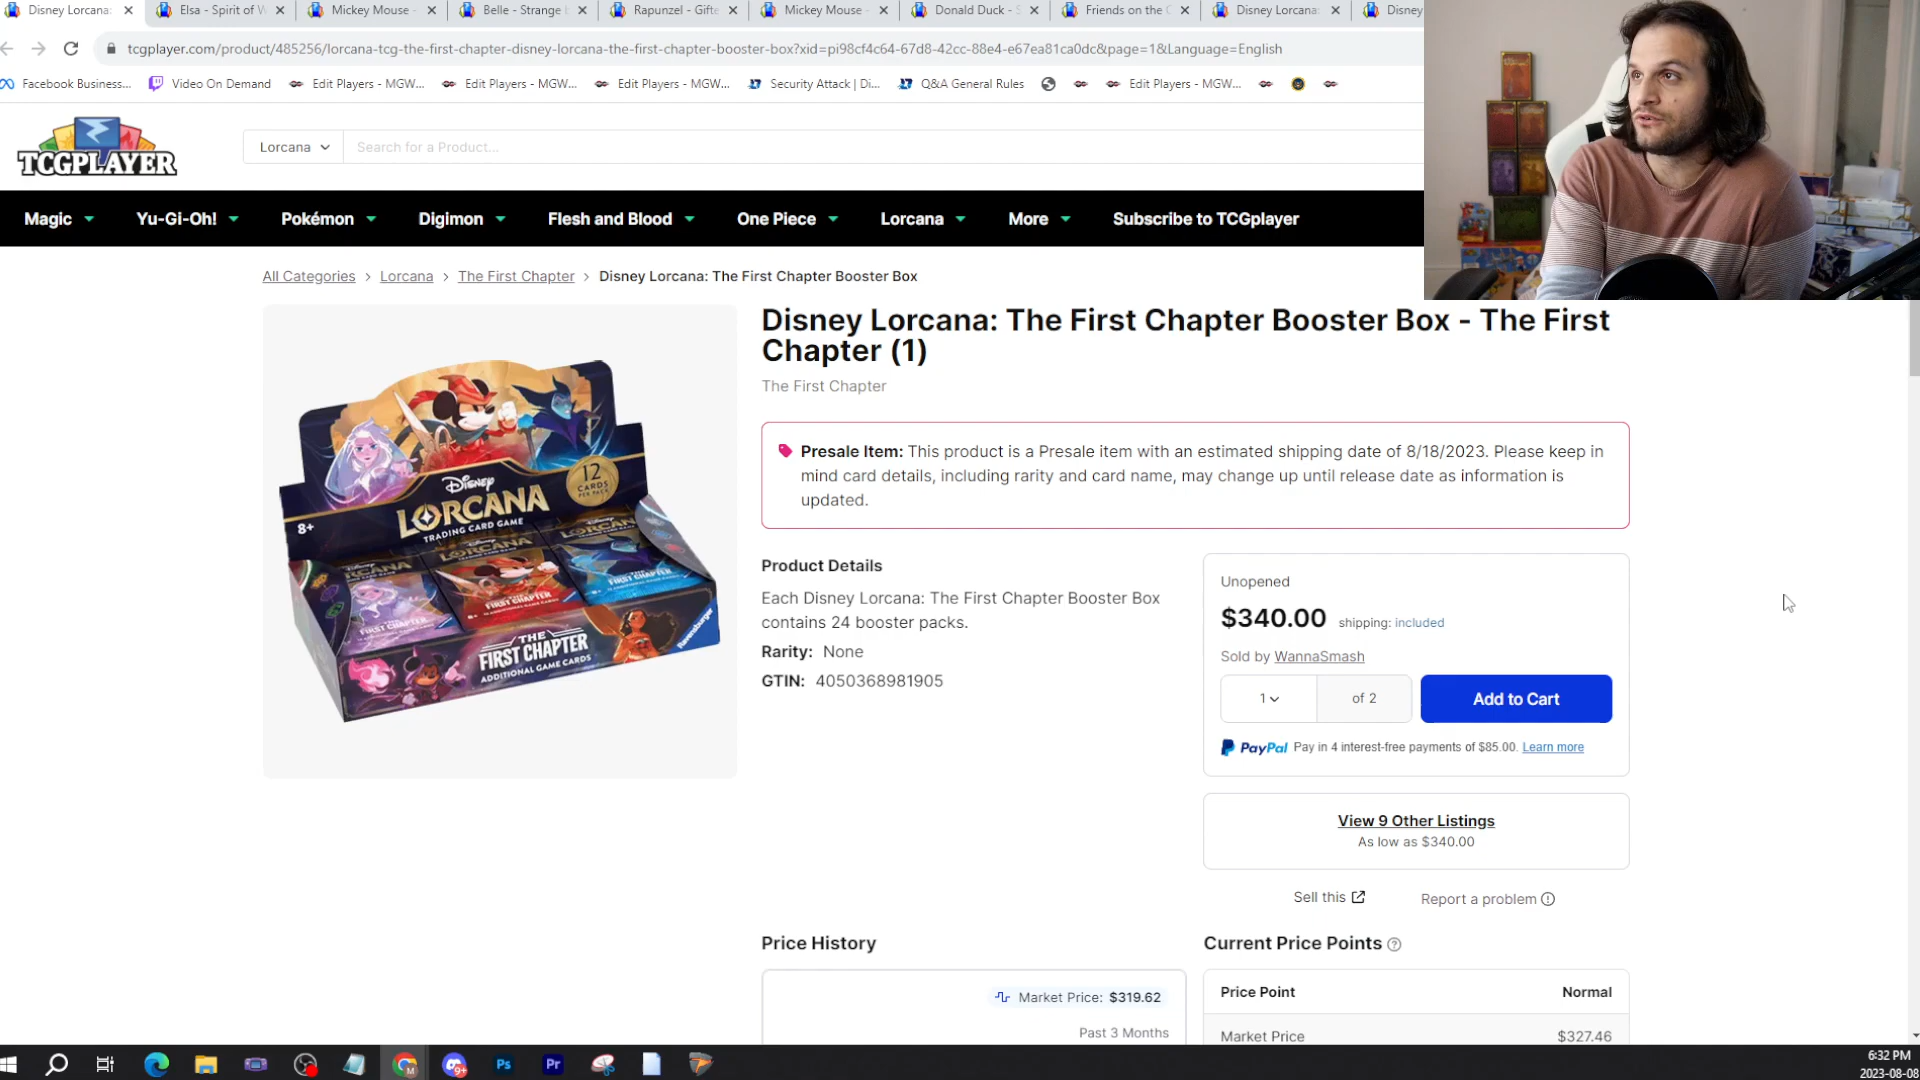 Disney Lorcana:
Elsa - Spirit of W
Mickey Mouse -
Belle - Strange b
Rapunzel - Gifte
Mickey Mouse -
Donald Duck - S
Friends on the O
Disney Lorcana:
Disney
tcgplayer.com/product/485256/lorcana-tcg-the-first-chapter-disney-lorcana-the-first-chapter-booster-box?xid=pi98cf4c64-67d8-42cc-88e4-e67ea81ca0dc&page=1&Language=English
Facebook Business...
Video On Demand
Edit Players - MGW...
Edit Players - MGW...
Edit Players - MGW...
Security Attack | Di...
Q&A General Rules
Edit Players - MGW...
TCGPLAYER
Lorcana
Search for a Product...
Magic
Yu-Gi-Oh!
Pokémon
Digimon
Flesh and Blood
One Piece
Lorcana
More
Subscribe to TCGplayer
All Categories > Lorcana > The First Chapter > Disney Lorcana: The First Chapter Booster Box
Disney Lorcana: The First Chapter Booster Box - The First
Chapter (1)
The First Chapter
Presale Item: This product is a Presale item with an estimated shipping date of 8/18/2023. Please keep in
mind card details, including rarity and card name, may change up until release date as information is
updated.
Disney
LORCANA
TRADING CARD GAME
12
CARDS
PER PACK
8+
THE
FIRST CHAPTER
ADDITIONAL GAME CARDS
Ravensburger
Product Details
Each Disney Lorcana: The First Chapter Booster Box
contains 24 booster packs.
Rarity: None
GTIN: 4050368981905
Unopened
$340.00 shipping: included
Sold by WannaSmash
1
of 2
Add to Cart
PayPal Pay in 4 interest-free payments of $85.00. Learn more
View 9 Other Listings
As low as $340.00
Sell this
Report a problem
Price History
Market Price: $319.62
Past 3 Months
Current Price Points
Price Point Normal
Market Price $327.46
Ps
Pr
6:32 PM
2023-08-08